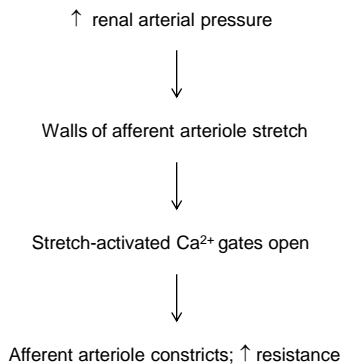 ↑ renal arterial pressure
Walls of afferent arteriole stretch
Stretch-activated Ca²⁺ gates open
Afferent arteriole constricts; ↑ resistance